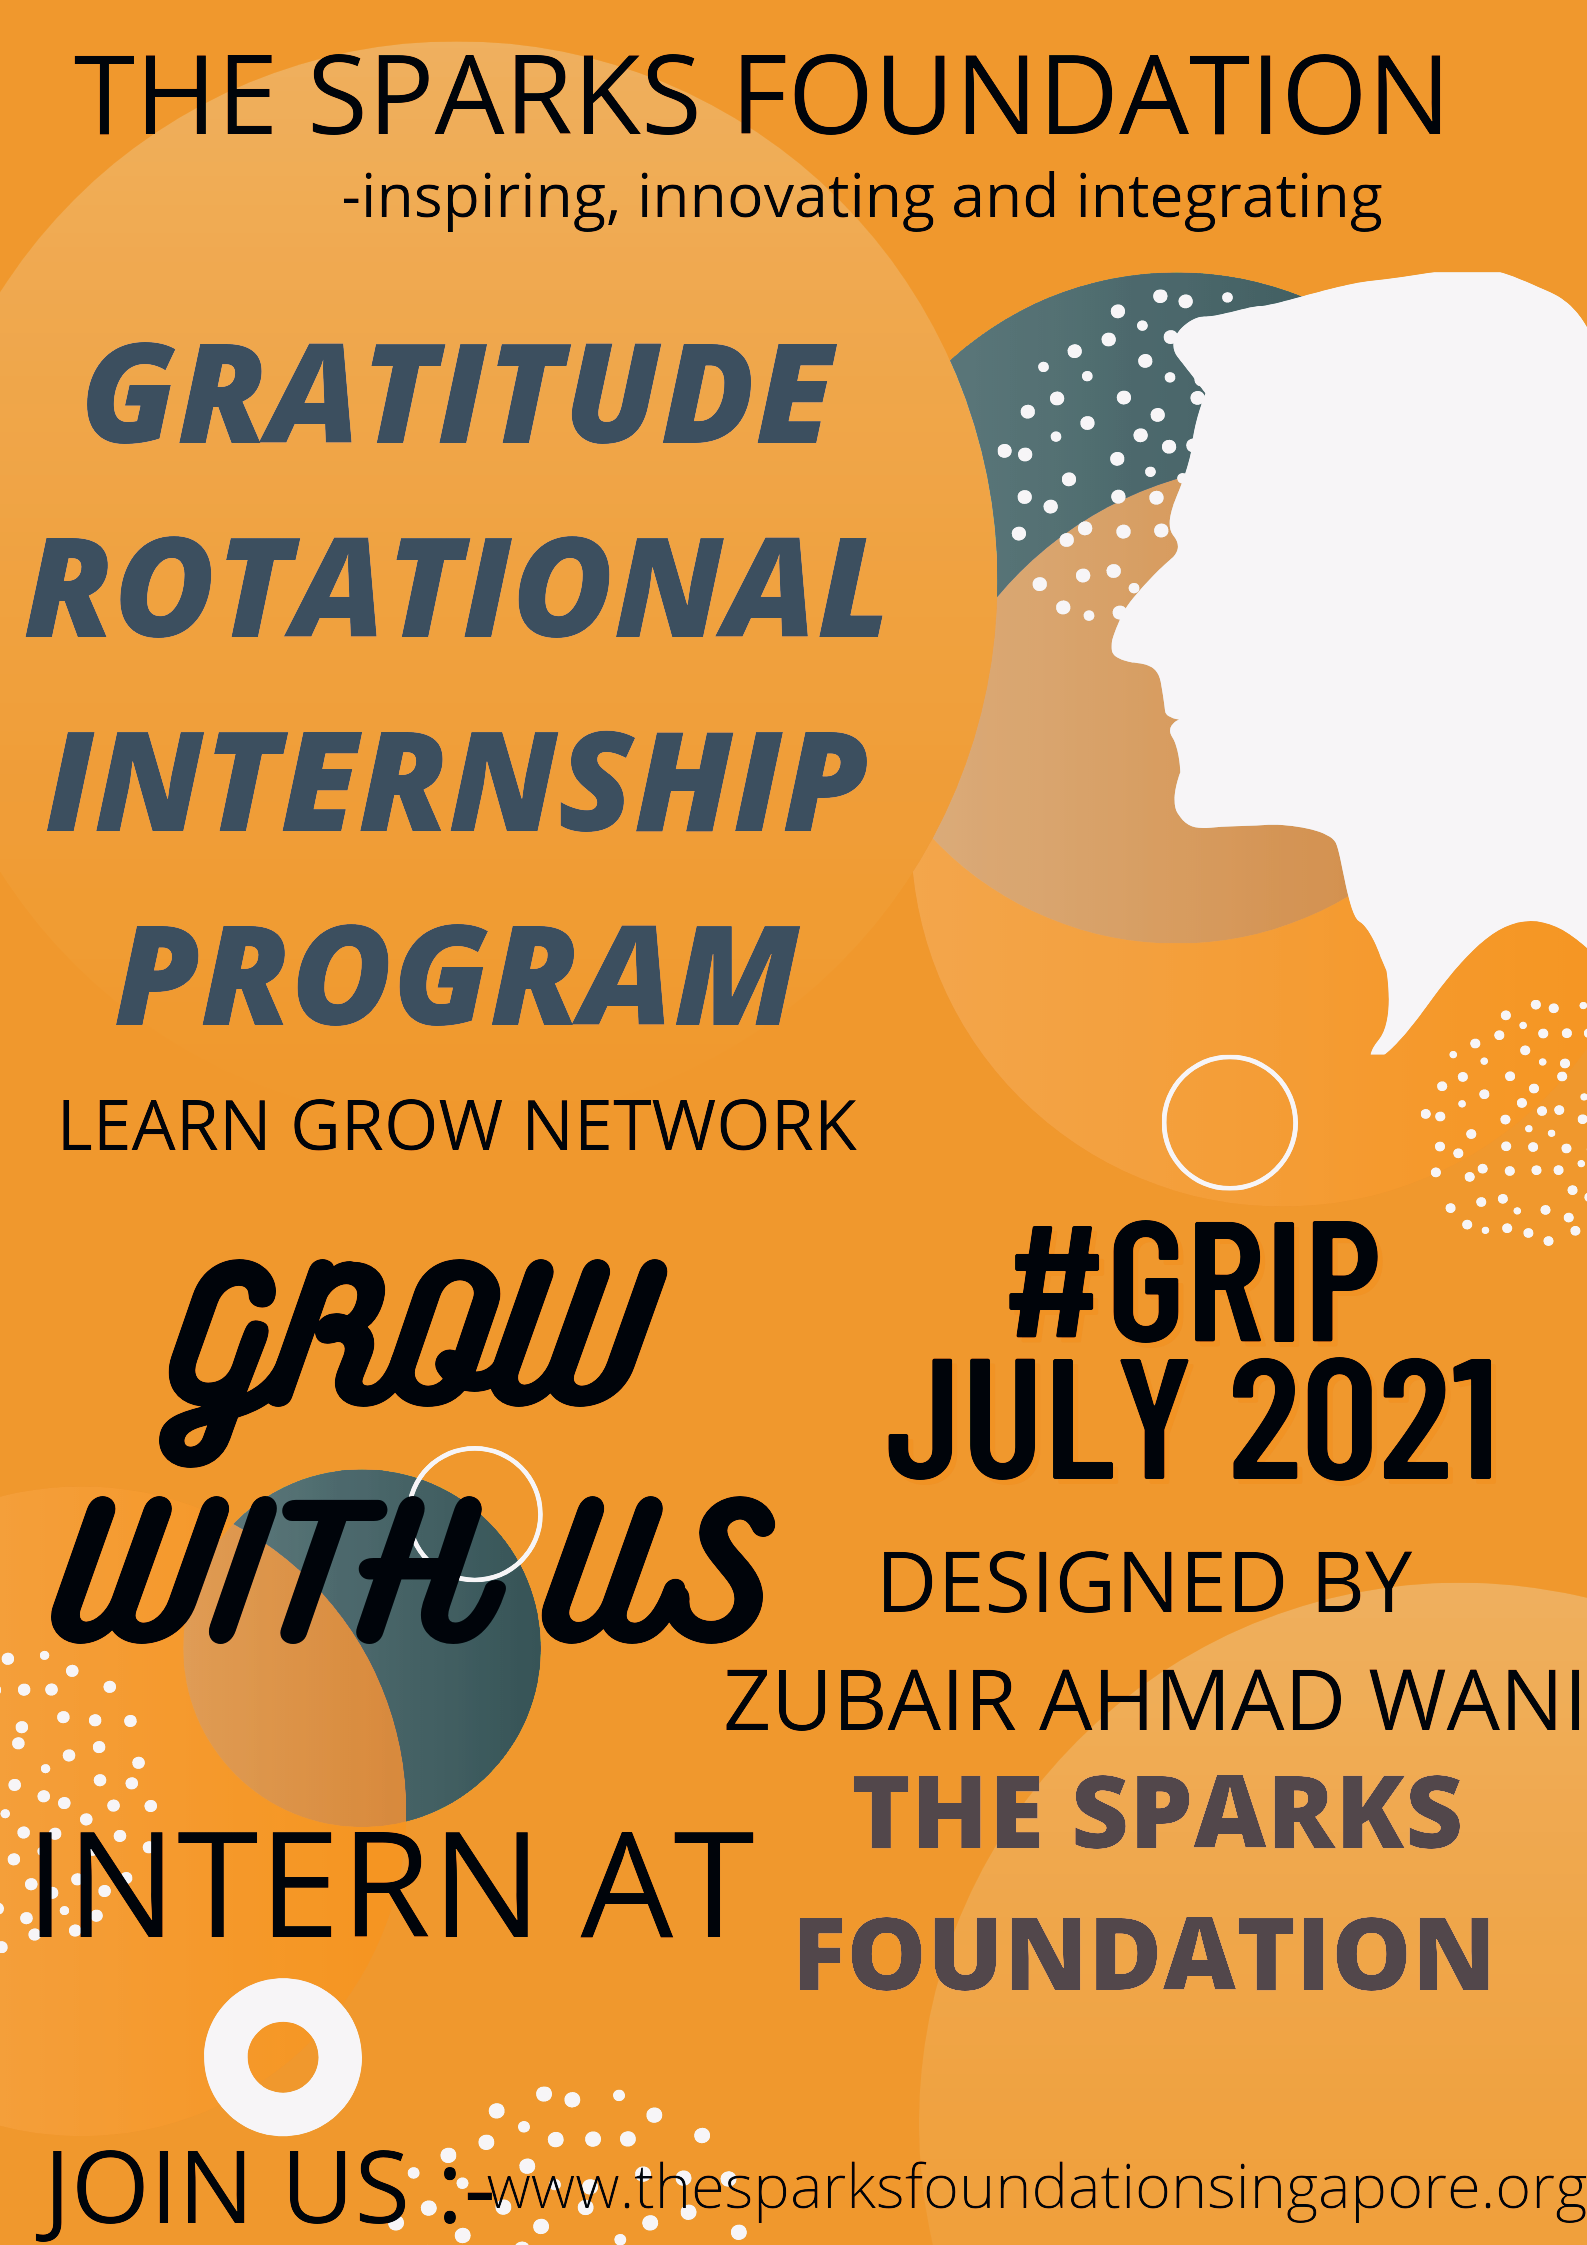 THE SPARKS FOUNDATION
-inspiring, innovating and integrating
GRATITUDE
ROTATIONAL
INTERNSHIP
PROGRAM
LEARN GROW NETWORK
GROW
WITH US
#GRIP
JULY 2021
DESIGNED BY
ZUBAIR AHMAD WANI
THE SPARKS
FOUNDATION
INTERN AT
JOIN US :-www.thesparksfoundationsingapore.org